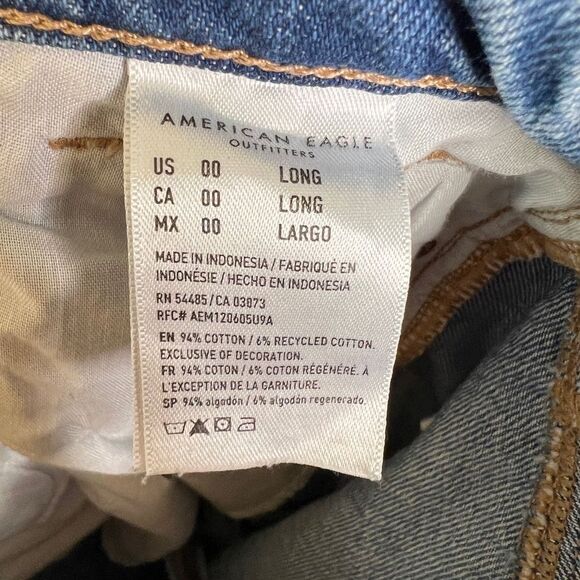 AMERICAN EAGLE
OUTFITTERS
US 00 LONG
CA 00 LONG
MX 00 LARGO
MADE IN INDONESIA / FABRIQUÉ EN
INDONÉSIE / HECHO EN INDONESIA
RN 54485 / CA 03873
RFC# AEM120605U9A
EN 94% COTTON / 6% RECYCLED COTTON.
EXCLUSIVE OF DECORATION.
FR 94% COTON / 6% COTON RÉGÉNÉRÉ. À
L'EXCEPTION DE LA GARNITURE.
SP 94% algodón / 6% algodón regenerado